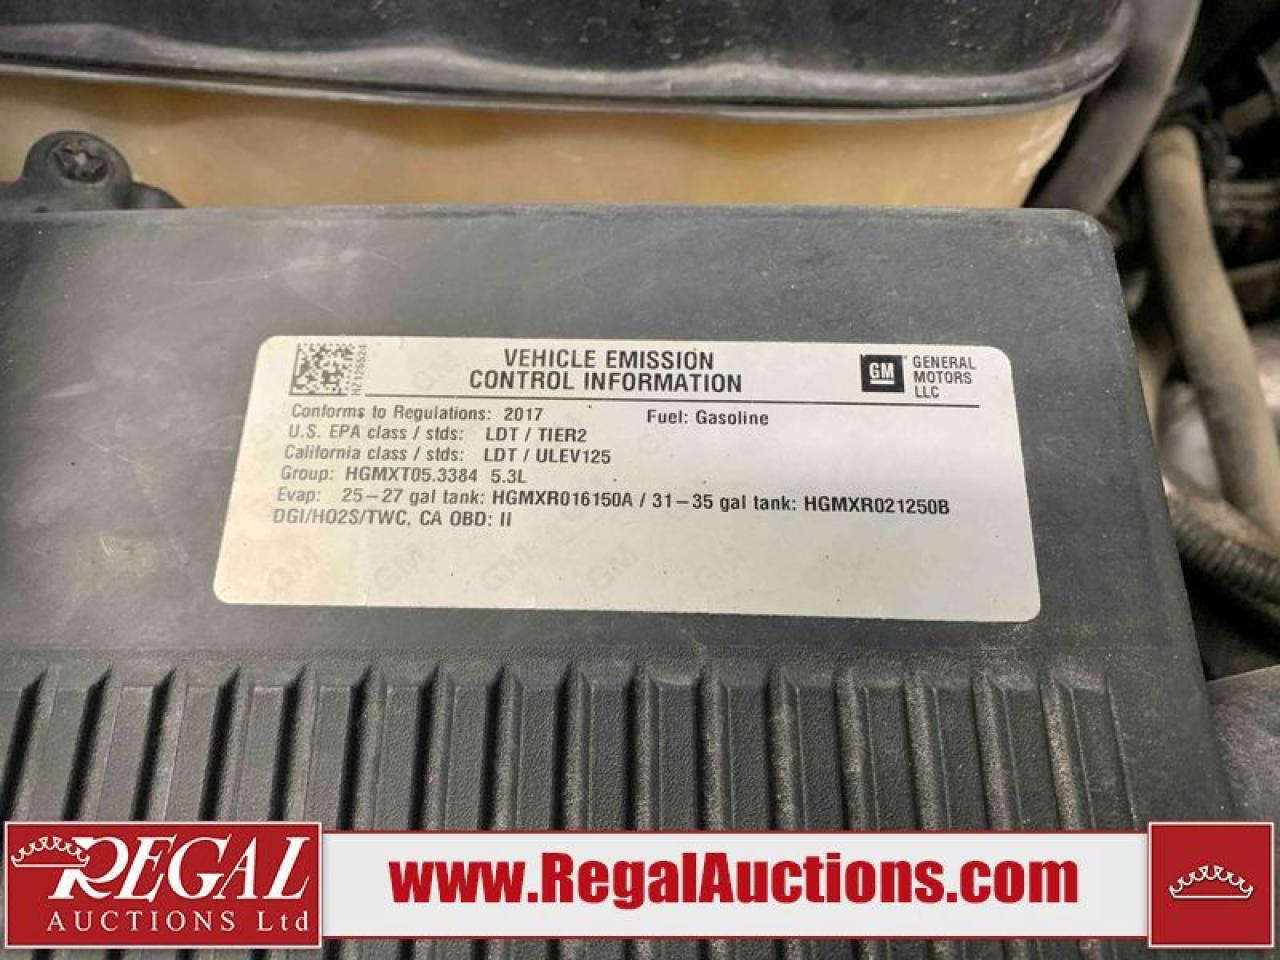 VEHICLE EMISSION
CONTROL INFORMATION
HZ126524
GM
GENERAL
MOTORS
LLC
Conforms to Regulations: 2017 Fuel: Gasoline
U.S. EPA class / stds: LDT / TIER2
California class / stds: LDT / ULEV125
Group: HGMXT05.3384 5.3L
Evap: 25-27 gal tank: HGMXR016150A / 31-35 gal tank: HGMXR021250B
DGI/HO2S/TWC, CA OBD: II
REGAL
AUCTIONS Ltd
www.RegalAuctions.com